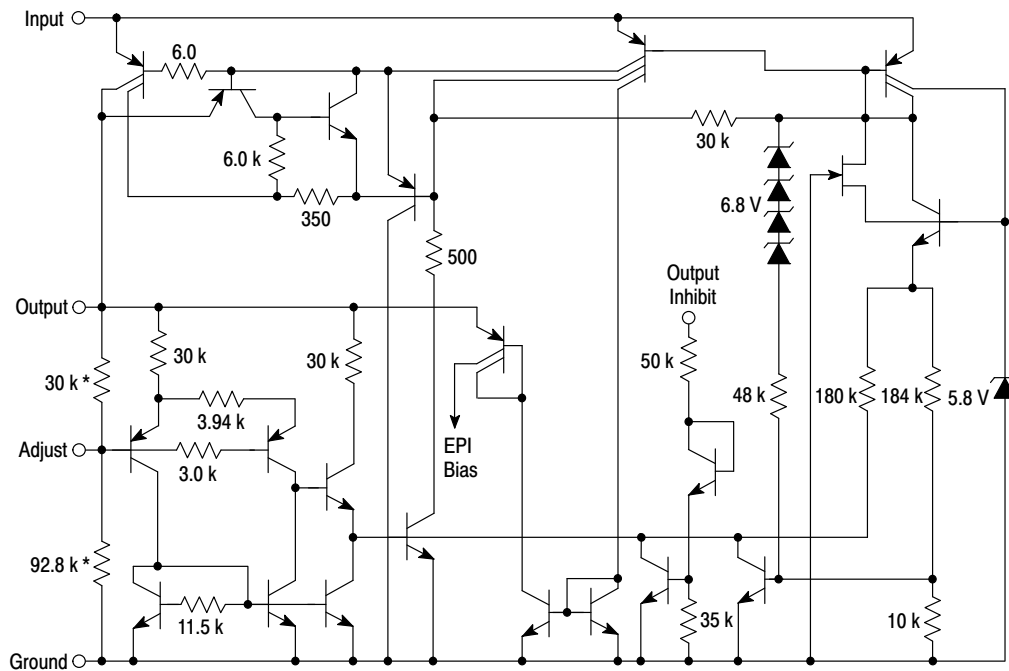 Input
6.0
30 k
6.0 k
6.8 V
350
500
Output
Inhibit
Output
30 k
30 k
50 k
30 k *
48 k
180 k
184 k
5.8 V
3.94 k
Adjust
EPI
Bias
3.0 k
92.8 k *
11.5 k
35 k
10 k
Ground